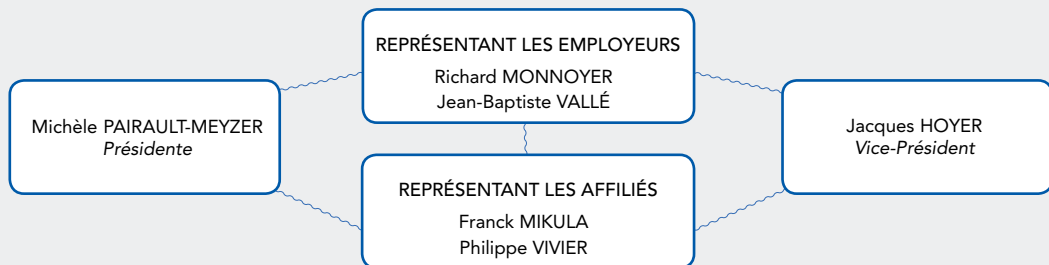 REPRÉSENTANT LES EMPLOYEURS
Richard MONNOYER
Jean-Baptiste VALLÉ
Michèle PAIRAULT-MEYZER
Présidente
Jacques HOYER
Vice-Président
REPRÉSENTANT LES AFFILIÉS
Franck MIKULA
Philippe VIVIER